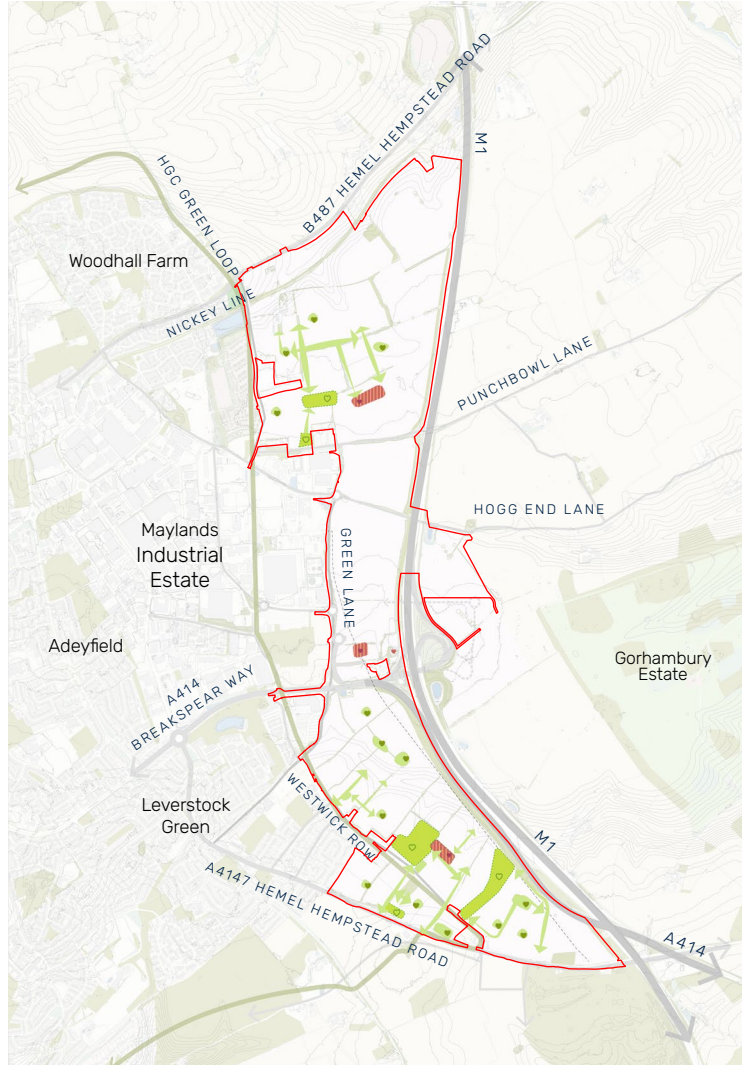 B487 HEMEL HEMPSTEAD ROAD
M1
HGC GREEN LOOP
Woodhall Farm
NICKEY LINE
PUNCHBOWL LANE
HOGG END LANE
Maylands
Industrial
Estate
GREEN LANE
Adeyfield
Gorhambury
Estate
A414
BREAKSPEAR WAY
Leverstock
Green
WESTWICK ROW
M1
A4147 HEMEL HEMPSTEAD ROAD
A414